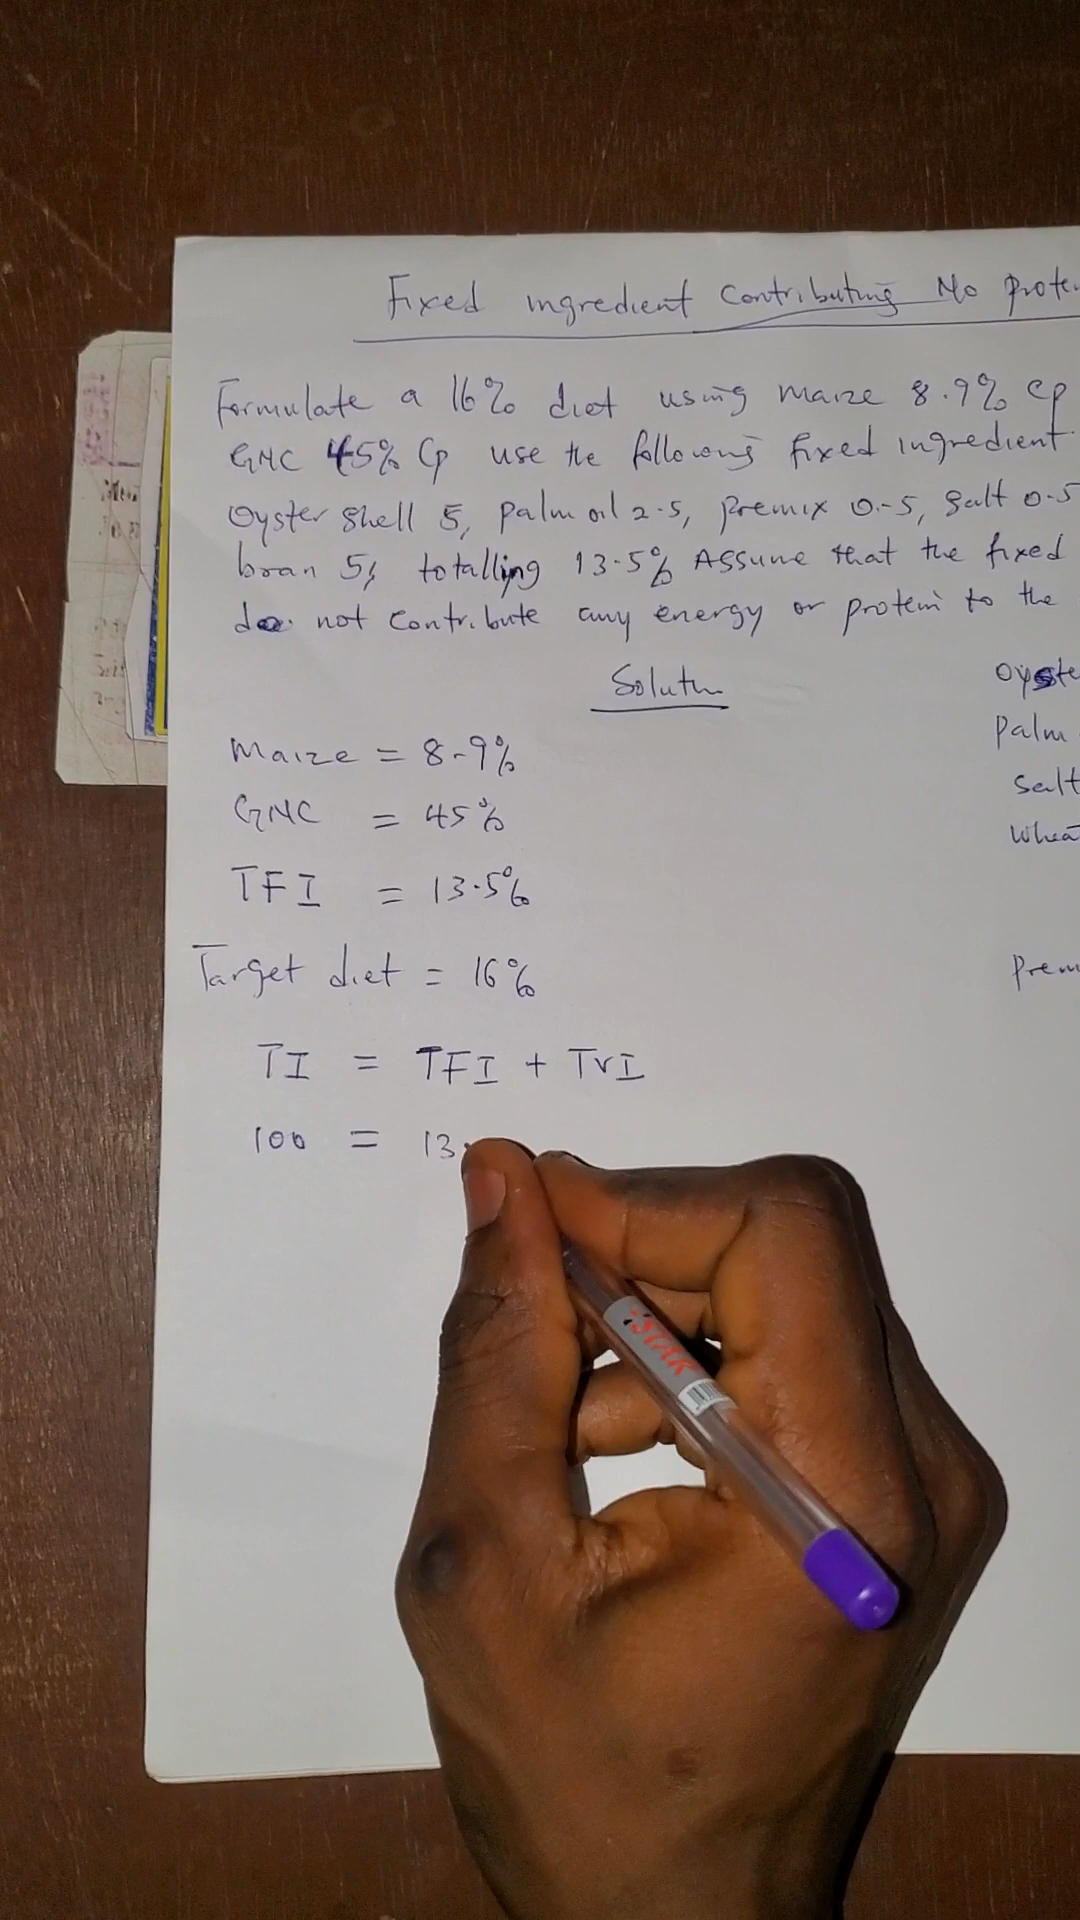 Fixed ingredient Contributing No prote
Formulate a 16% diet using maize 8.9% cp
GNC 45% Cp use the following fixed ingredient
Oyster shell 5, palm oil 2.5, premix 0.5, salt 0.5
bran 5, totalling 13.5% Assume that the fixed
do not contribute any energy or protein to the
Solutn
Oyste
Maize = 8.9%
palm
GNC = 45%
salt
Whea
TFI = 13.5%
Target diet = 16%
prem
TI = TFI + TVI
100 = 13.
STAR